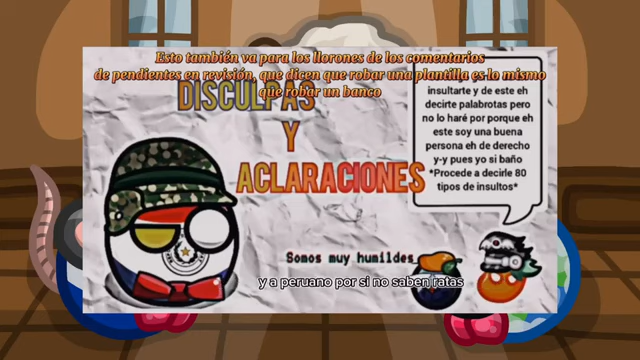 Esto también va para los llorones de los comentarios
de pendientes en revisión, que dicen que robar una plantilla es lo mismo
que robar un banco
DISCULPAS
Y
ACLARACIONES
insultarte y de este eh
decirte palabrotas pero
no lo haré por porque eh
este soy una buena
persona eh de derecho
y-y pues yo si baño
*Procede a decirle 80
tipos de insultos*
Somos muy humildes
y a peruano por si no saben ratas